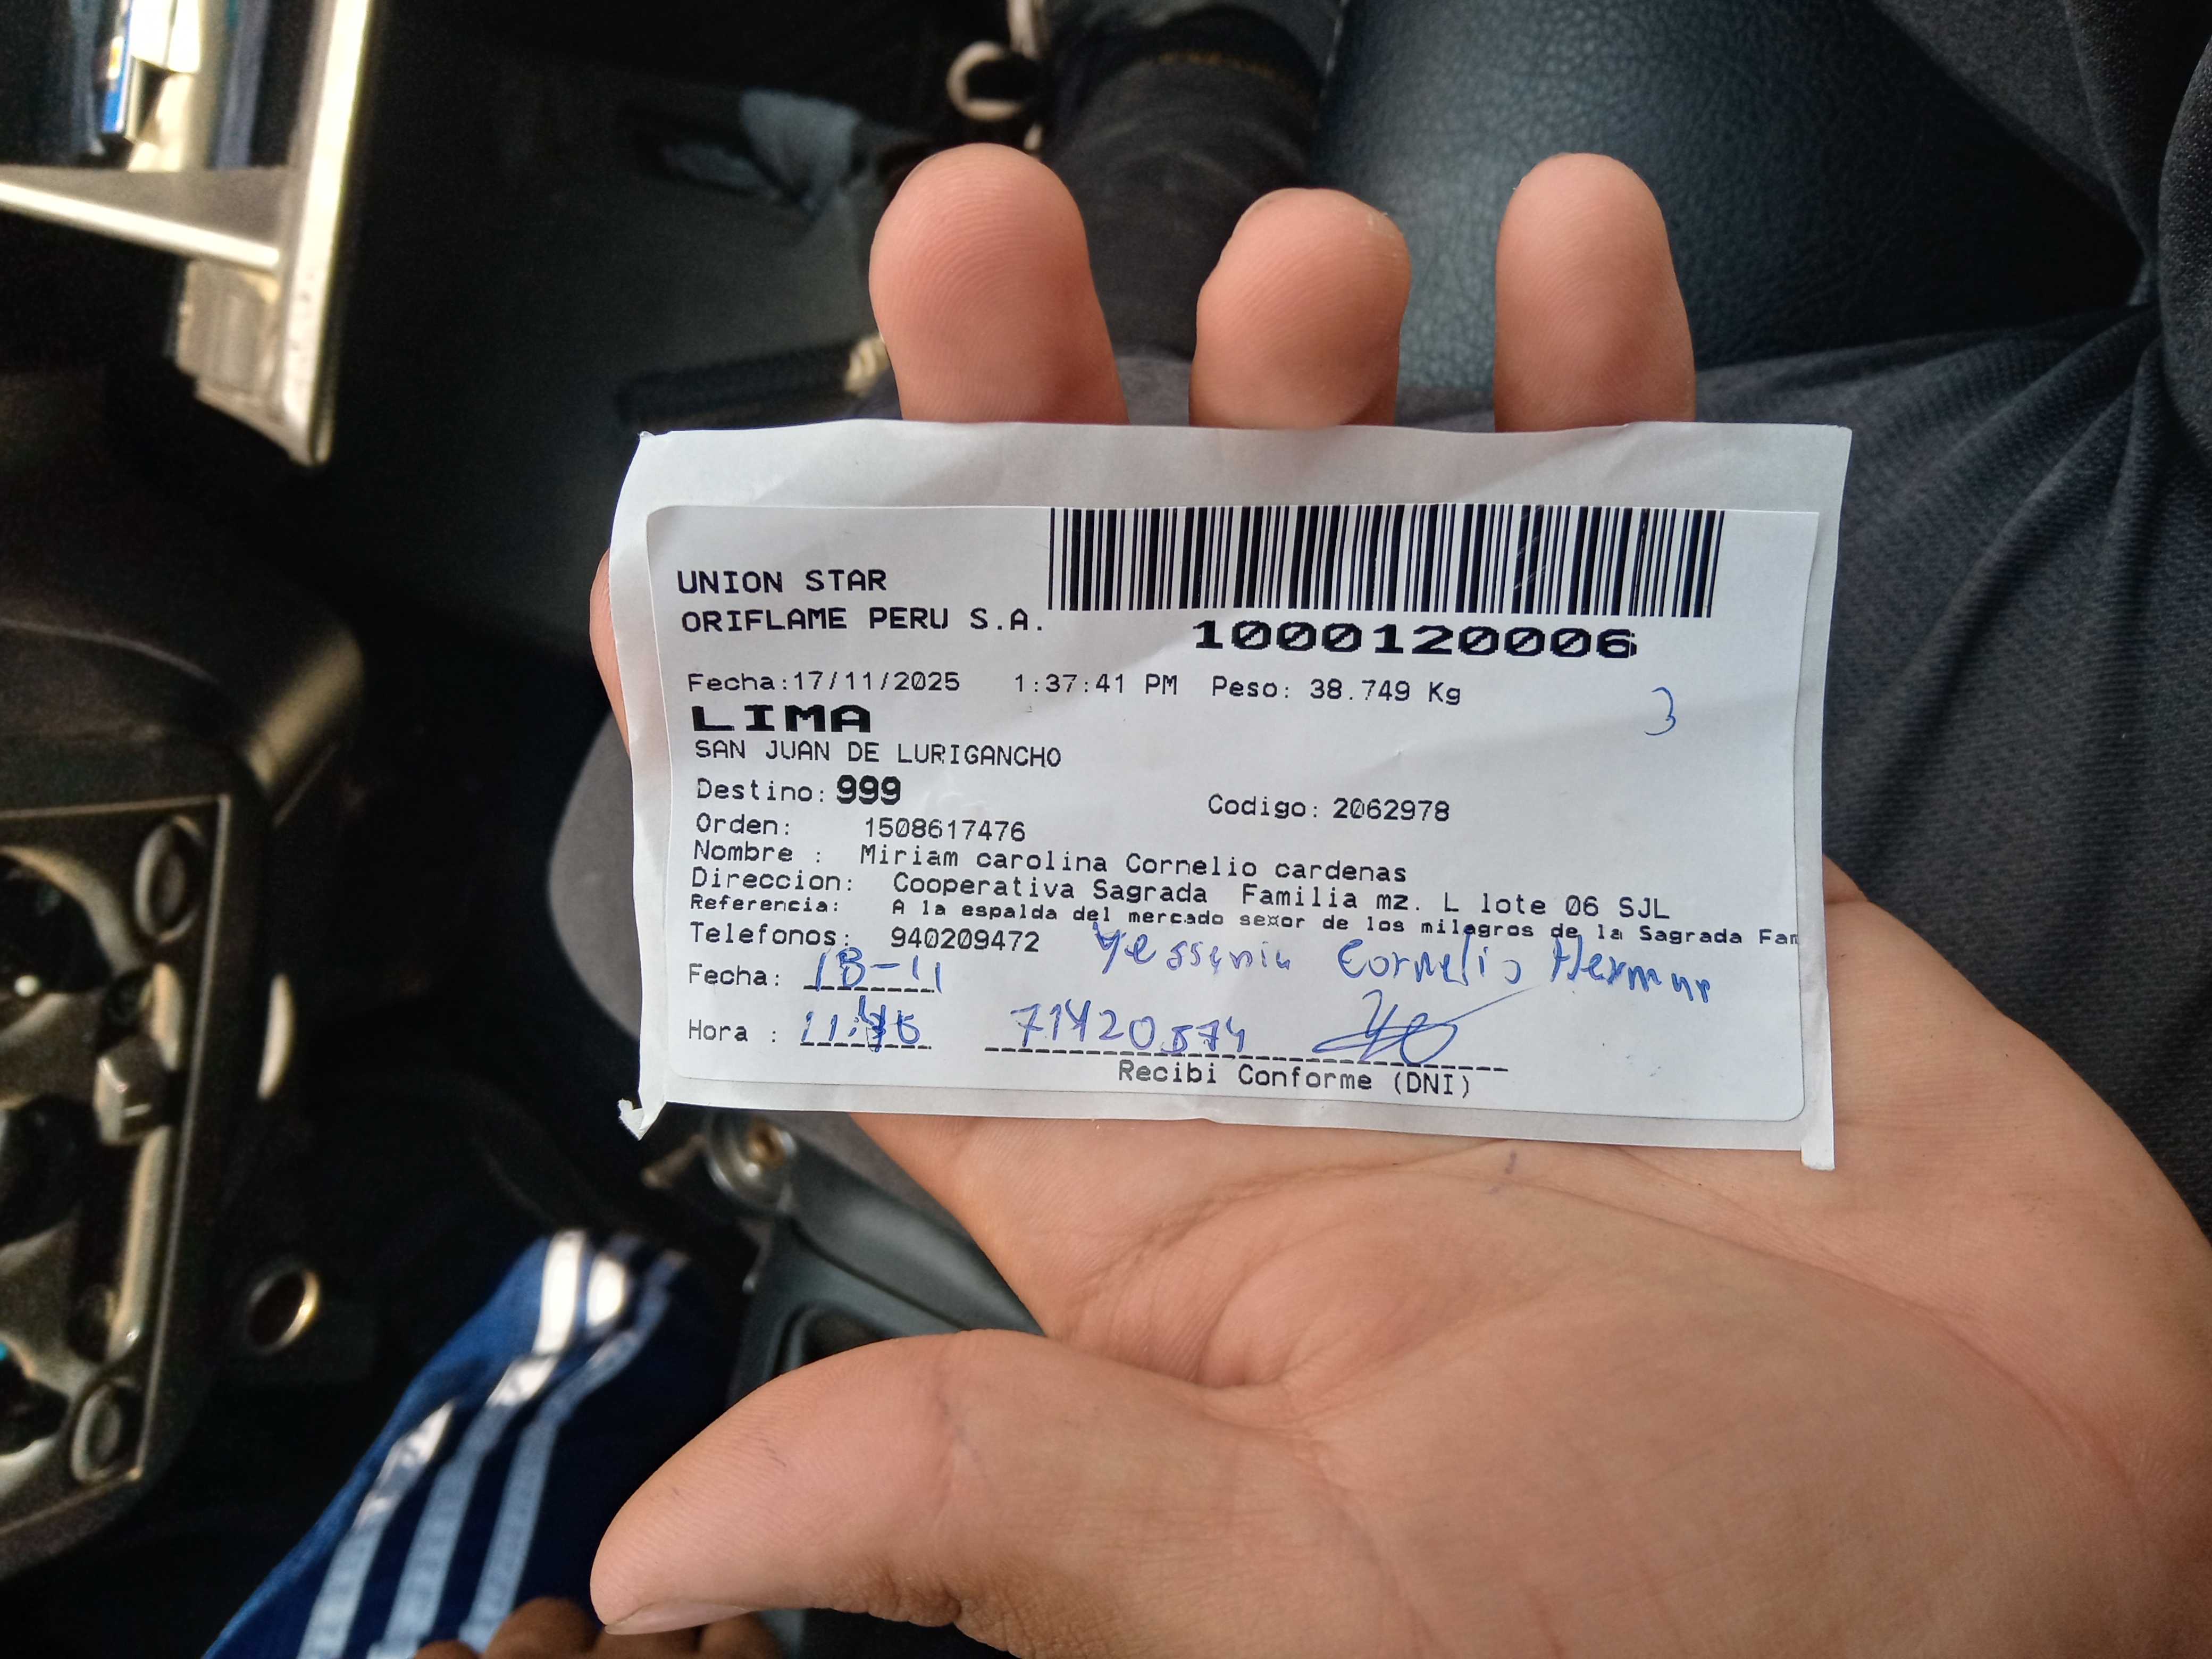 UNION STAR
ORIFLAME PERU S.A.
1000120006
Fecha:17/11/2025 1:37:41 PM Peso: 38.749 Kg
3
LIMA
SAN JUAN DE LURIGANCHO
Destino: 999
Codigo: 2062978
Orden: 1508617476
Nombre : Miriam carolina Cornelio cardenas
Direccion: Cooperativa Sagrada Familia mz. L lote 06 SJL
Referencia: A la espalda del mercado se¤or de los milagros de la Sagrada Fam
Telefonos: 940209472
Yessenia Cornelio
Fecha: 18-11
Hora : 71420574
Recibi Conforme (DNI)